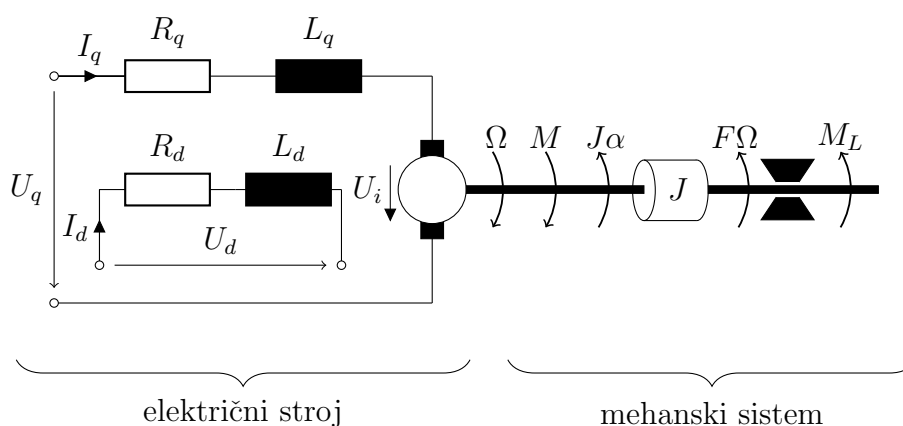 I_q R_q L_q
R_d L_d Ω M Jα FΩ M_L
U_q U_i J
I_d U_d
električni stroj mehanski sistem